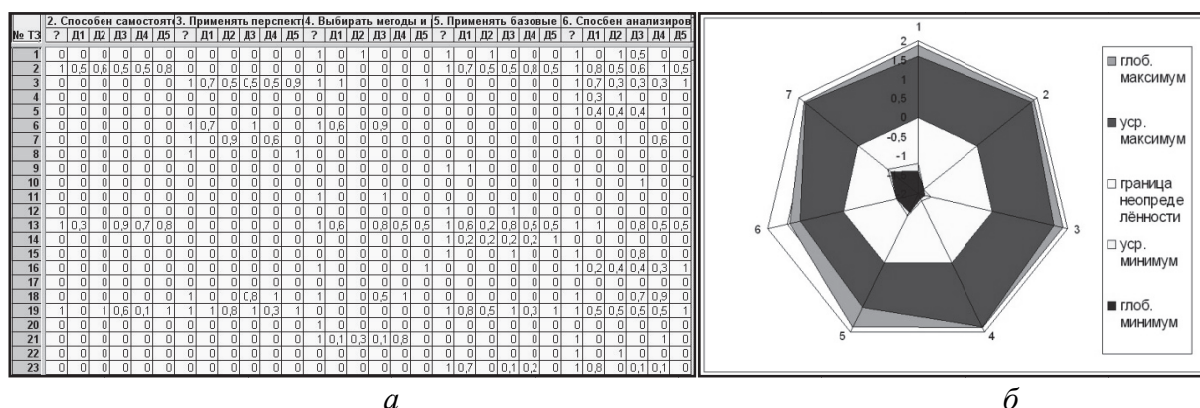 2. Способен самостояте 3. Применять перспект 4. Выбирать мегоды и 5. Применять базовые 6. Спосбен анализиров
№ ТЗ ? Д1 Д2 Д3 Д4 Д5 ? Д1 Д2 Д3 Д4 Д5 ? Д1 Д2 Д3 Д4 Д5 ? Д1 Д2 Д3 Д4 Д5 ? Д1 Д2 Д3 Д4 Д5
1 0 0 0 0 0 0 0 0 0 0 0 0 1 0 1 0 0 0 1 0 1 0 0 0 1 0 1 0,5 0 0
2 1 0,5 0,6 0,5 0,5 0,8 0 0 0 0 0 0 0 0 0 0 0 0 1 0,7 0,5 0,5 0,8 0,5 1 0,8 0,5 0,6 1 0,5
3 0 0 0 0 0 0 1 0,7 0,5 0,5 0,5 0,9 1 1 0 0 0 1 0 0 0 0 0 0 1 0,7 0,3 0,3 0,3 1
4 0 0 0 0 0 0 0 0 0 0 0 0 0 0 0 0 0 0 0 0 0 0 0 0 1 0,3 1 0 0 0
5 0 0 0 0 0 0 0 0 0 0 0 0 0 0 0 0 0 0 0 0 0 0 0 0 1 0,4 0,4 0,4 1 0
6 0 0 0 0 0 0 1 0,7 0 1 0 0 1 0,6 0 0,9 0 0 0 0 0 0 0 0 0 0 0 0 0 0
7 0 0 0 0 0 0 1 0 0,9 0 0,6 0 0 0 0 0 0 0 0 0 0 0 0 0 1 0 1 0 0,6 0
8 0 0 0 0 0 0 1 0 0 0 0 1 0 0 0 0 0 0 0 0 0 0 0 0 0 0 0 0 0 0
9 0 0 0 0 0 0 0 0 0 0 0 0 0 0 0 0 0 0 1 1 0 0 0 0 0 0 0 0 0 0
10 0 0 0 0 0 0 0 0 0 0 0 0 0 0 0 0 0 0 0 0 0 0 0 0 1 0 0 1 0 0
11 0 0 0 0 0 0 0 0 0 0 0 0 1 0 0 1 0 0 0 0 0 0 0 0 0 0 0 0 0 0
12 0 0 0 0 0 0 0 0 0 0 0 0 0 0 0 0 0 0 1 0 0 1 0 0 0 0 0 0 0 0
13 1 0,3 0 0,9 0,7 0,8 0 0 0 0 0 0 1 0,6 0 0,8 0,5 0,5 1 0,6 0,2 0,8 0,5 0,5 1 1 0 0,8 0,5 0,5
14 0 0 0 0 0 0 0 0 0 0 0 0 0 0 0 0 0 0 1 0,2 0,2 0,2 0,2 1 0 0 0 0 0 0
15 0 0 0 0 0 0 0 0 0 0 0 0 0 0 0 0 0 0 1 0 0 1 0 0 1 0 0 0,8 0 0
16 0 0 0 0 0 0 0 0 0 0 0 0 1 0 0 0 0 1 0 0 0 0 0 0 1 0,2 0,4 0,4 0,3 1
17 0 0 0 0 0 0 0 0 0 0 0 0 0 0 0 0 0 0 0 0 0 0 0 0 0 0 0 0 0 0
18 0 0 0 0 0 0 1 0 0 0,8 1 0 1 0 0 0,5 1 0 0 0 0 0 0 0 1 0 0 0,7 0,9 0
19 1 0 1 0,6 0,1 1 1 1 0,8 1 0,3 1 0 0 0 0 0 0 1 0,8 0,5 1 0,3 1 1 0,5 0,5 0,5 0,5 1
20 0 0 0 0 0 0 0 0 0 0 0 0 1 0 0 0 0 0 0 0 0 0 0 0 0 0 0 0 0 0
21 0 0 0 0 0 0 0 0 0 0 0 0 1 0,1 0,3 0,1 0,8 0 0 0 0 0 0 0 1 0 0 0 1 0
22 0 0 0 0 0 0 0 0 0 0 0 0 0 0 0 0 0 0 0 0 0 0 0 0 1 0 1 0 0 0
23 0 0 0 0 0 0 0 0 0 0 0 0 0 0 0 0 0 0 1 0,7 0 0,1 0,2 0 1 0,8 0 0,1 0,1 0
а
1
2
1,5
1
0,5
0
-0,5
-1
2
3
4
5
6
7
глоб.
максимум
уср.
максимум
граница
неопреде
лённости
уср.
минимум
глоб.
минимум
б